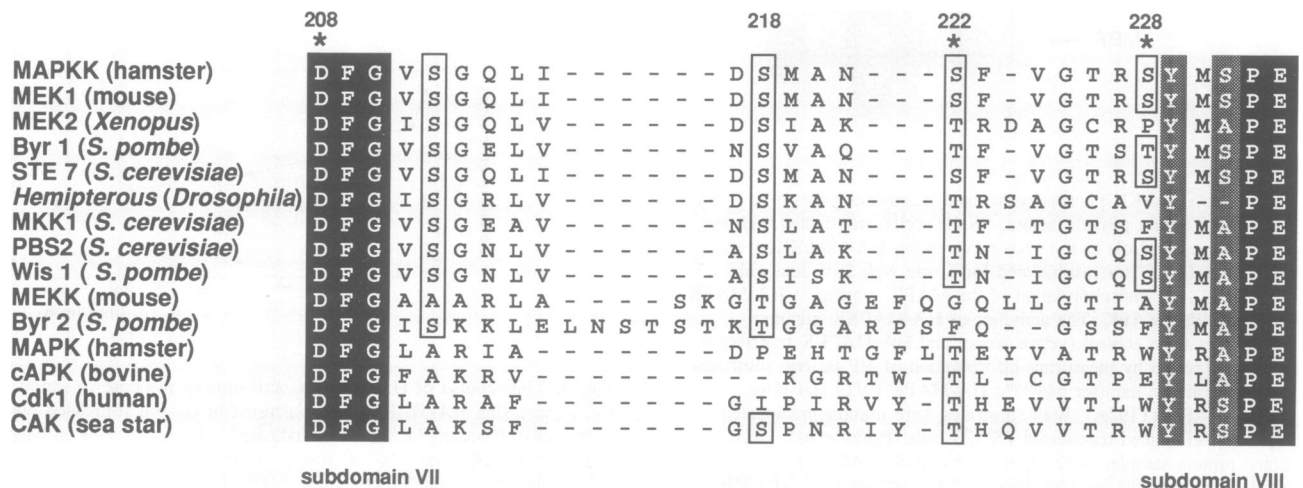 208 218 222 228
* * *
MAPKK (hamster) D F G V S G Q L I - - - - - - D S M A N - - - S F - V G T R S Y M S P E
MEK1 (mouse) D F G V S G Q L I - - - - - - D S M A N - - - S F - V G T R S Y M S P E
MEK2 (Xenopus) D F G I S G Q L V - - - - - - D S I A K - - - T R D A G C R P Y M A P E
Byr 1 (S. pombe) D F G V S G E L V - - - - - - N S V A Q - - - T F - V G T S T Y M S P E
STE 7 (S. cerevisiae) D F G V S G Q L I - - - - - - D S M A N - - - S F - V G T R S Y M S P E
Hemipterous (Drosophila) D F G I S G R L V - - - - - - D S K A N - - - T R S A G C A V Y - - P E
MKK1 (S. cerevisiae) D F G V S G E A V - - - - - - N S L A T - - - T F - T G T S F Y M A P E
PBS2 (S. cerevisiae) D F G V S G N L V - - - - - - A S L A K - - - T N - I G C Q S Y M A P E
Wis 1 (S. pombe) D F G V S G N L V - - - - - - A S I S K - - - T N - I G C Q S Y M A P E
MEKK (mouse) D F G A A A R L A - - - - S K G T G A G E F Q G Q L L G T I A Y M A P E
Byr 2 (S. pombe) D F G I S K K L E L N S T S T K T G G A R P S F Q - - G S S F Y M A P E
MAPK (hamster) D F G L A R I A - - - - - - - D P E H T G F L T E Y V A T R W Y R A P E
cAPK (bovine) D F G F A K R V - - - - - - - - K G R T W - - T L - C G T P E Y L A P E
Cdk1 (human) D F G L A R A F - - - - - - - G I P I R V Y - T H E V V T L W Y R S P E
CAK (sea star) D F G L A K S F - - - - - - - G S P N R I Y - T H Q V V T R W Y R S P E
subdomain VII subdomain VIII